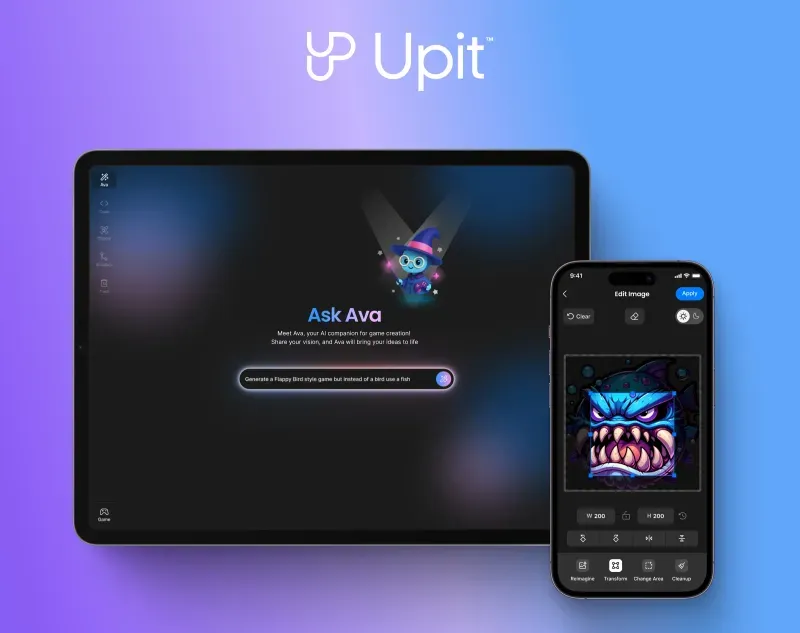 Upit™
Ava
Ask Ava
Meet Ava, your AI companion for game creation!
Share your vision, and Ava will bring your ideas to life
Generate a Flappy Bird style game but instead of a bird use a fish
Game
9:41
Edit Image
Apply
Clear
W 200
H 200
Reimagine
Transform
Change Area
Cleanup